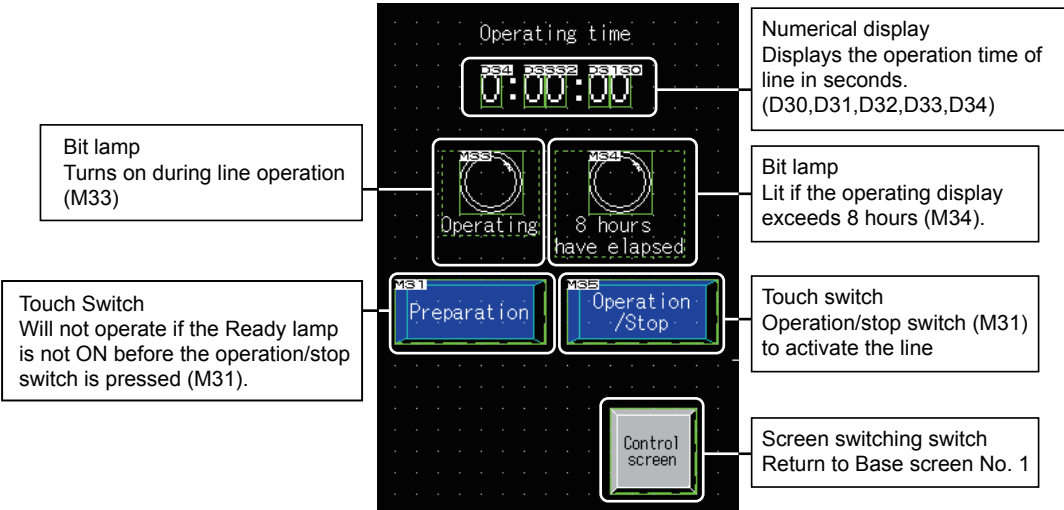 Operating time
DS4 DS3S2 DS1S0
0:00:00
Numerical display
Displays the operation time of
line in seconds.
(D30,D31,D32,D33,D34)
Bit lamp
Turns on during line operation
(M33)
M33
Operating
M34
8 hours
have elapsed
Bit lamp
Lit if the operating display
exceeds 8 hours (M34).
Touch Switch
Will not operate if the Ready lamp
is not ON before the operation/stop
switch is pressed (M31).
M31
Preparation
M35
Operation
/Stop
Touch switch
Operation/stop switch (M31)
to activate the line
Control
screen
Screen switching switch
Return to Base screen No. 1